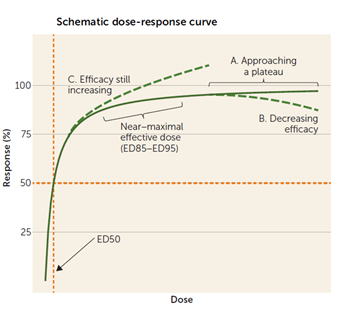 Schematic dose-response curve
A. Approaching
a plateau
C. Efficacy still
increasing
100
B. Decreasing
efficacy
Near–maximal
effective dose
(ED85–ED95)
75
Response (%)
50
25
ED50
Dose